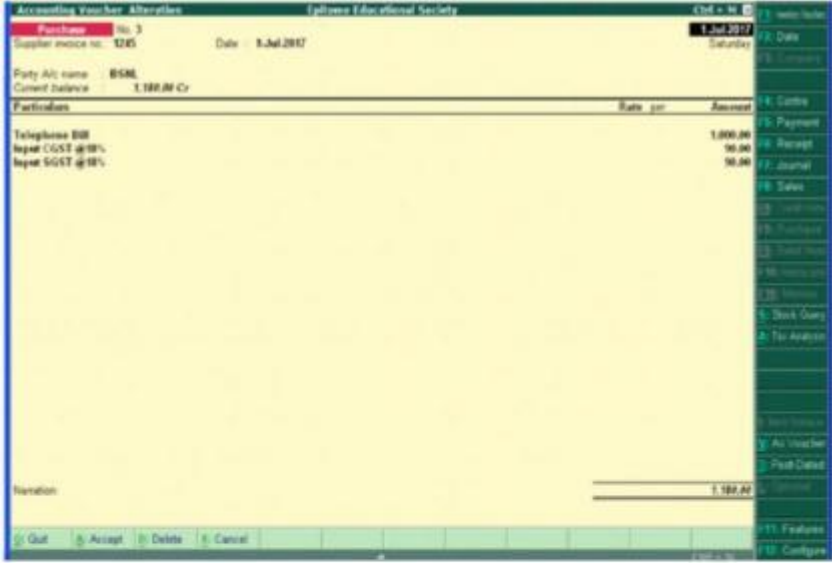 Accounting Voucher Alteration Epitome Educational Society Ctrl + M
Purchase No. 3 1-Jul-2017
Supplier invoice no.: 1245 Date : 1-Jul-2017 Saturday
Party A/c name : BSNL
Current balance : 1,180.00 Cr
Particulars Rate per Amount
Telephone Bill 1,000.00
Input CGST @18% 90.00
Input SGST @18% 90.00
Narration: 1,180.00
Q: Quit A: Accept D: Delete X: Cancel
Ctrl + N
F2: Date
F4: Contra
F5: Payment
F6: Receipt
F7: Journal
F8: Sales
S: Stock Query
A: Tax Analysis
V: As Voucher
T: Post-Dated
F11: Features
F12: Configure